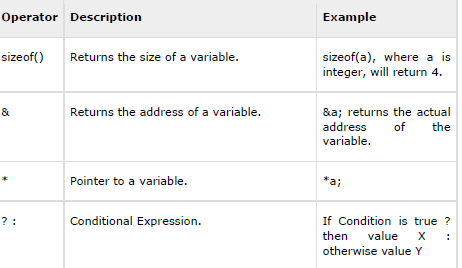 Operator Description Example
sizeof() Returns the size of a variable. sizeof(a), where a is
integer, will return 4.
& Returns the address of a variable. &a; returns the actual
address of the
variable.
* Pointer to a variable. *a;
? : Conditional Expression. If Condition is true ?
then value X :
otherwise value Y